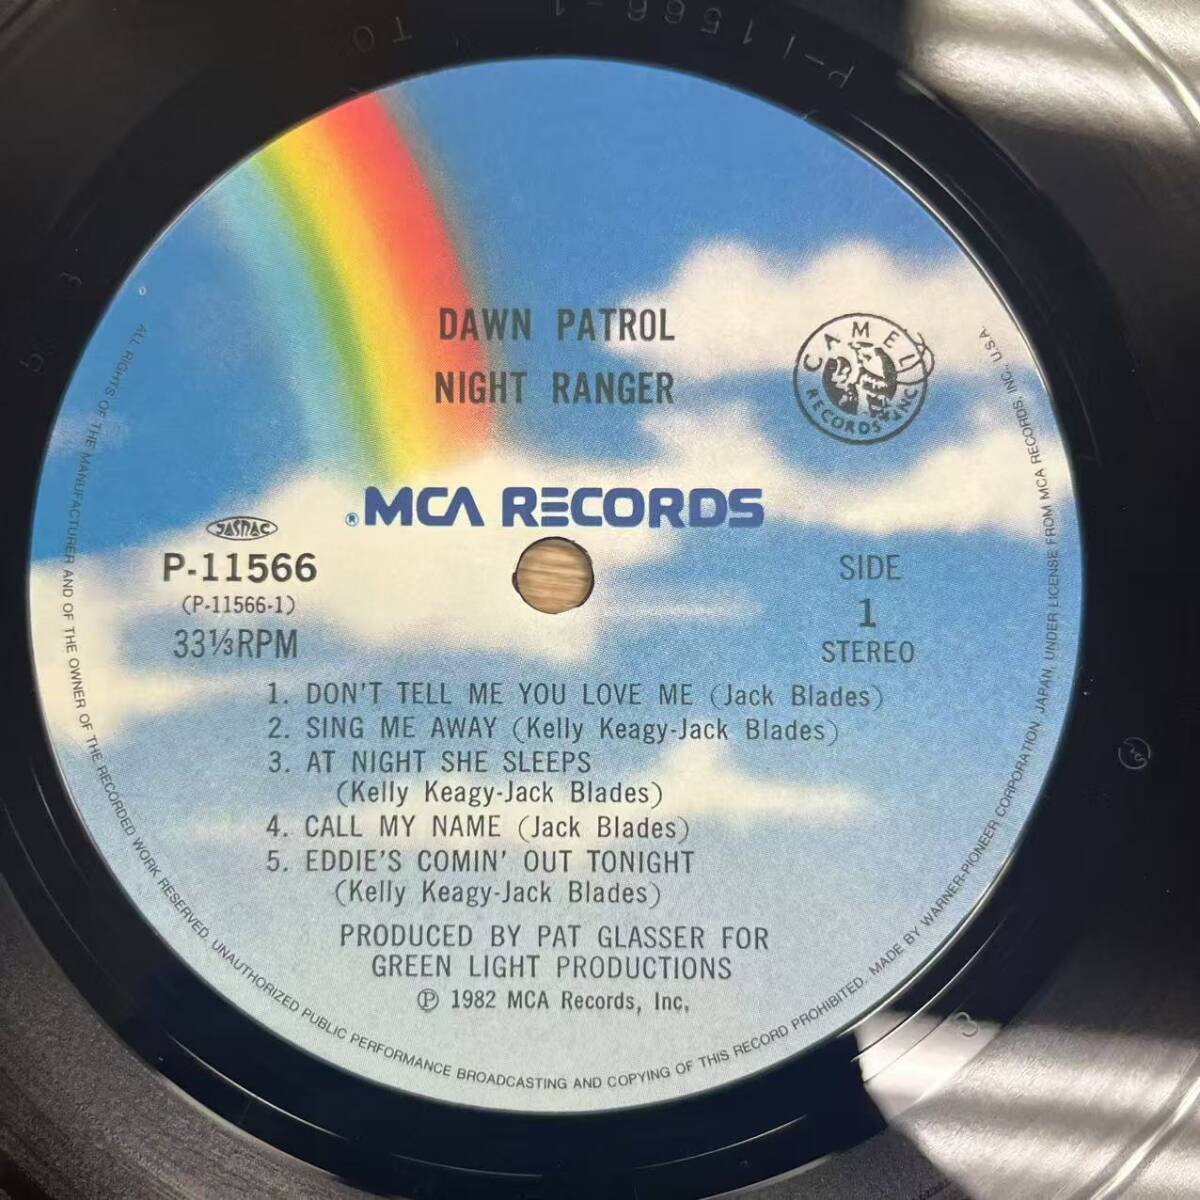 P-11566-1
TO
DAWN PATROL
NIGHT RANGER
CAMEL
RECORDS INC
® MCA RECORDS
JASRAC
P-11566
(P-11566-1)
33⅓RPM
SIDE
1
STEREO
1. DON'T TELL ME YOU LOVE ME (Jack Blades)
2. SING ME AWAY (Kelly Keagy-Jack Blades)
3. AT NIGHT SHE SLEEPS
(Kelly Keagy-Jack Blades)
4. CALL MY NAME (Jack Blades)
5. EDDIE'S COMIN' OUT TONIGHT
(Kelly Keagy-Jack Blades)
PRODUCED BY PAT GLASSER FOR
GREEN LIGHT PRODUCTIONS
℗ 1982 MCA Records, Inc.
ALL RIGHTS OF THE MANUFACTURER AND OF THE OWNER OF THE RECORDED WORK RESERVED. UNAUTHORIZED PUBLIC PERFORMANCE BROADCASTING AND COPYING OF THIS RECORD PROHIBITED. MADE BY WARNER-PIONEER CORPORATION, JAPAN, UNDER LICENSE FROM MCA RECORDS, INC., U.S.A.
3